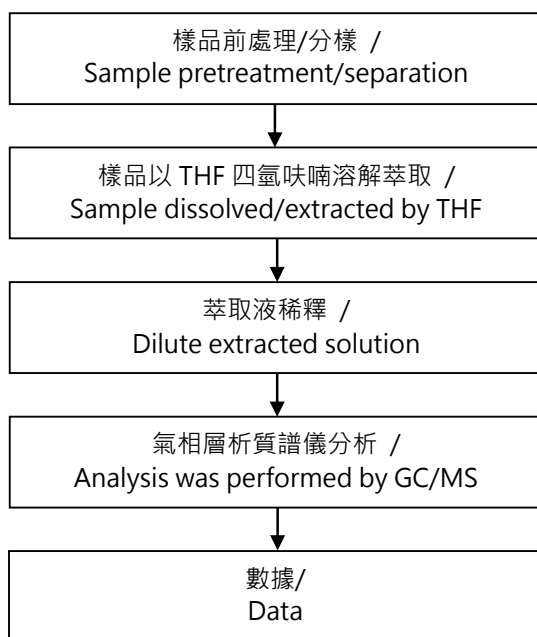 樣品前處理/分樣 /
Sample pretreatment/separation
樣品以 THF 四氫呋喃溶解萃取 /
Sample dissolved/extracted by THF
萃取液稀釋 /
Dilute extracted solution
氣相層析質譜儀分析 /
Analysis was performed by GC/MS
數據/
Data